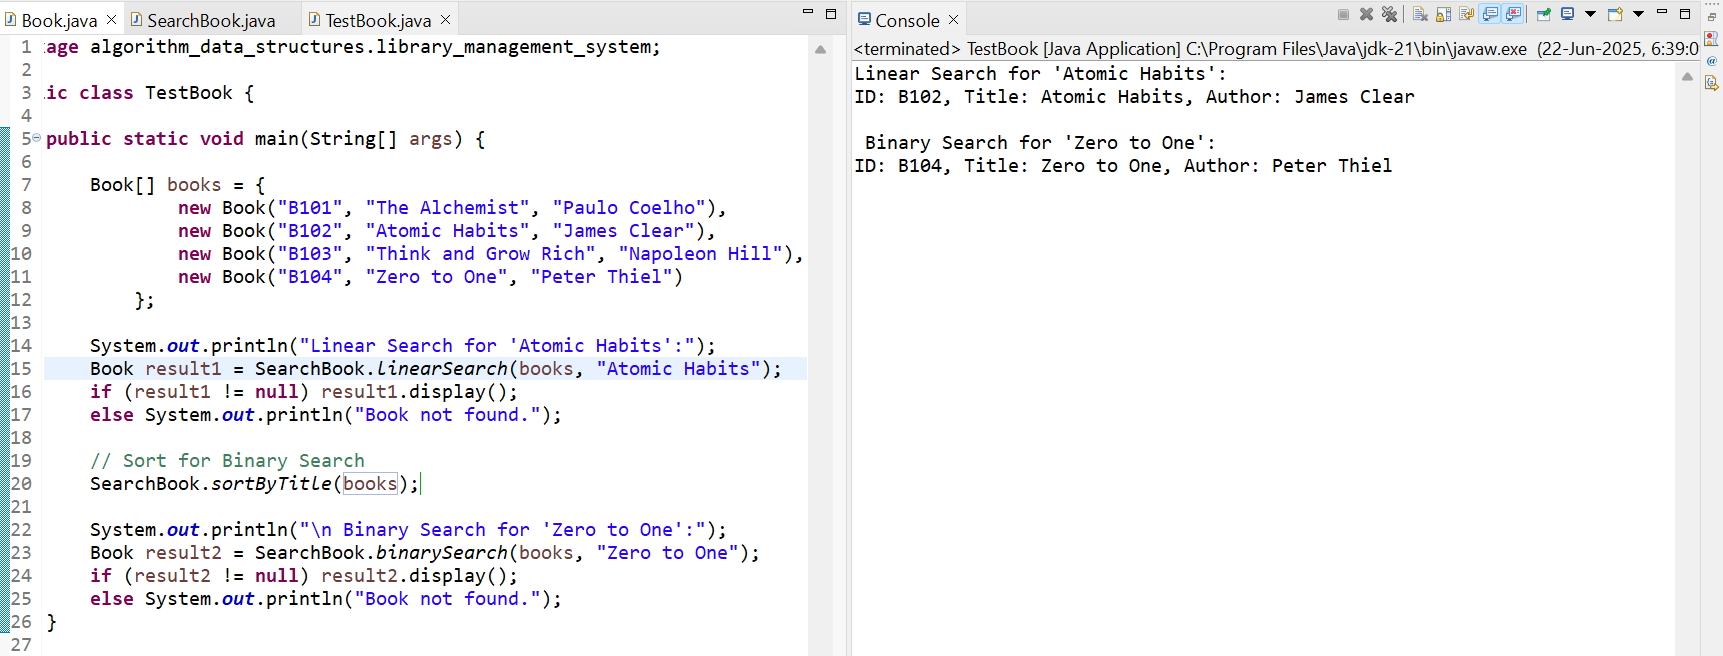 Book.java SearchBook.java TestBook.java
1 age algorithm_data_structures.library_management_system;
2
3 ic class TestBook {
4
5 public static void main(String[] args) {
6
7 Book[] books = {
8 new Book("B101", "The Alchemist", "Paulo Coelho"),
9 new Book("B102", "Atomic Habits", "James Clear"),
10 new Book("B103", "Think and Grow Rich", "Napoleon Hill"),
11 new Book("B104", "Zero to One", "Peter Thiel")
12 };
13
14 System.out.println("Linear Search for 'Atomic Habits':");
15 Book result1 = SearchBook.linearSearch(books, "Atomic Habits");
16 if (result1 != null) result1.display();
17 else System.out.println("Book not found.");
18
19 // Sort for Binary Search
20 SearchBook.sortByTitle(books);
21
22 System.out.println("\n Binary Search for 'Zero to One':");
23 Book result2 = SearchBook.binarySearch(books, "Zero to One");
24 if (result2 != null) result2.display();
25 else System.out.println("Book not found.");
26 }
27
Console
<terminated> TestBook [Java Application] C:\Program Files\Java\jdk-21\bin\javaw.exe (22-Jun-2025, 6:39:0
Linear Search for 'Atomic Habits':
ID: B102, Title: Atomic Habits, Author: James Clear

Binary Search for 'Zero to One':
ID: B104, Title: Zero to One, Author: Peter Thiel